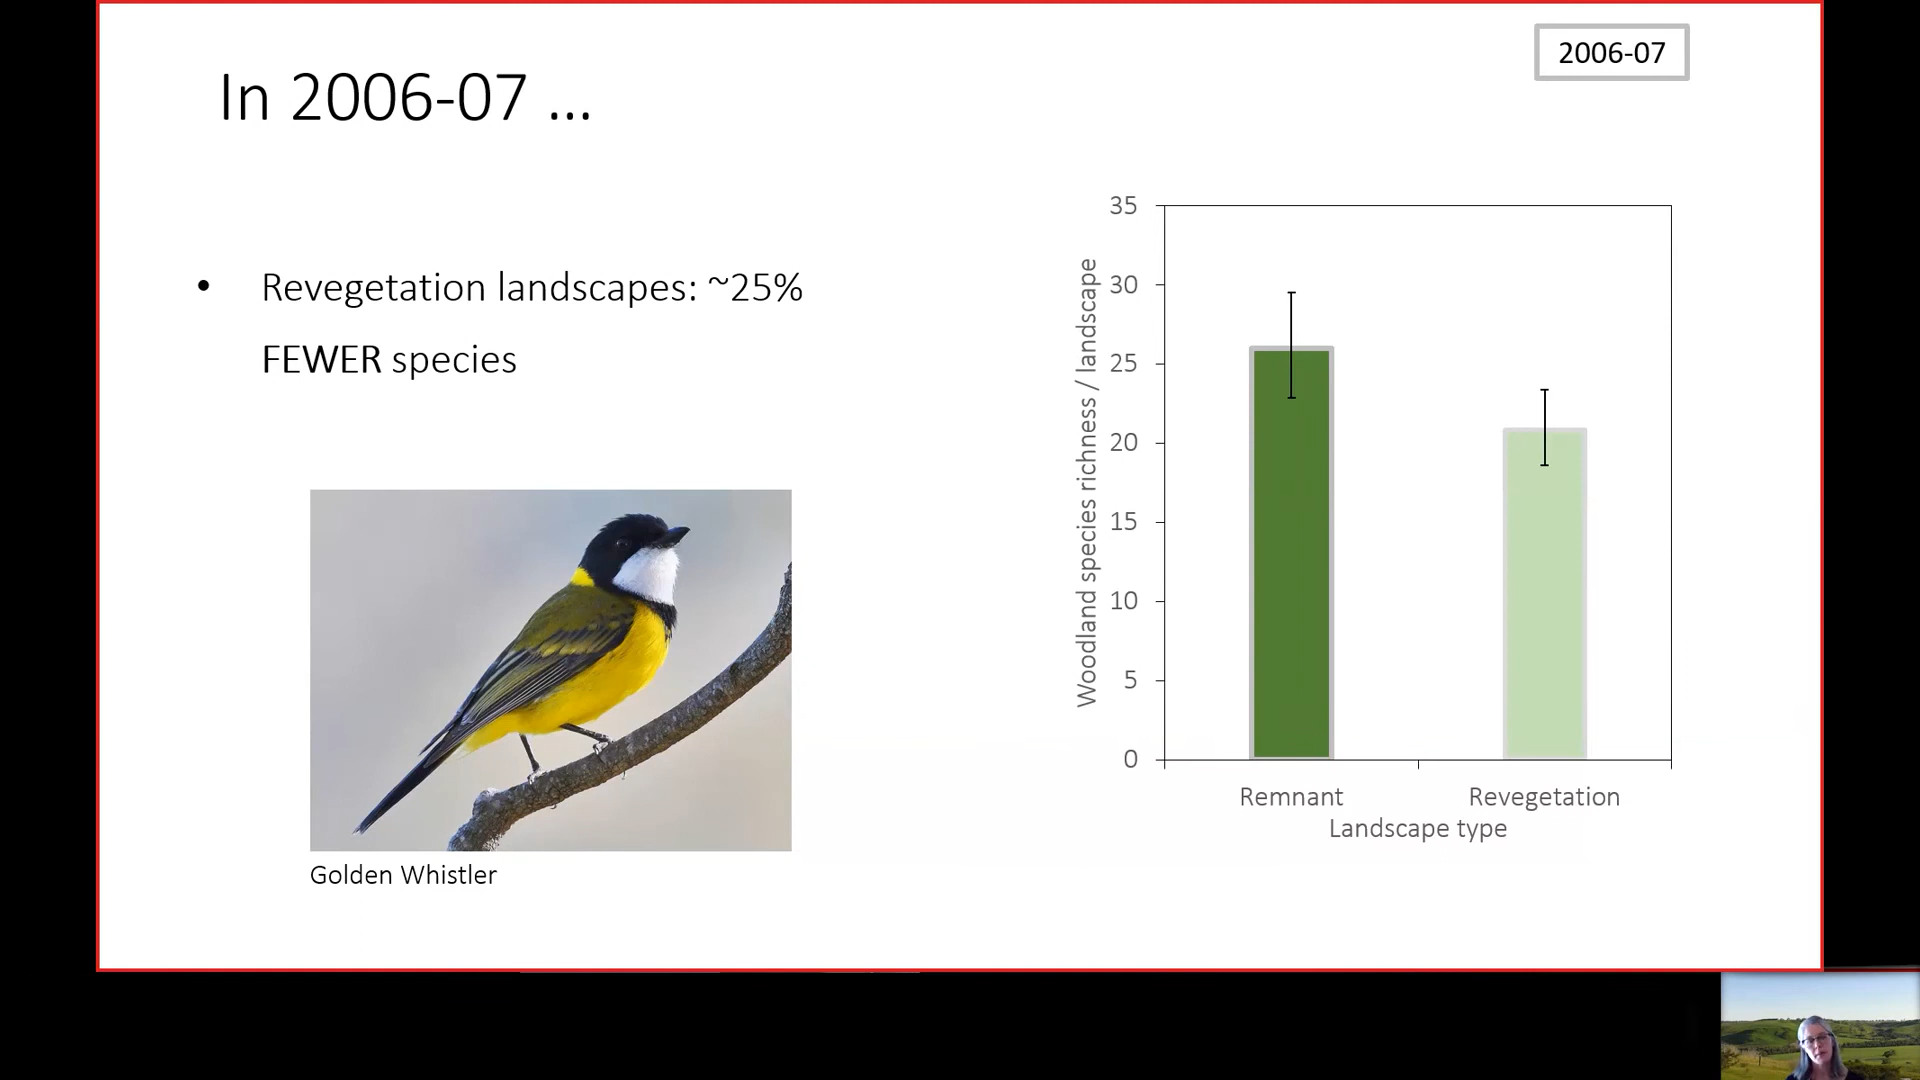 2006-07
In 2006-07 ...
• Revegetation landscapes: ~25%
FEWER species
Golden Whistler
Woodland species richness / landscape
35
30
25
20
15
10
5
0
Remnant
Revegetation
Landscape type